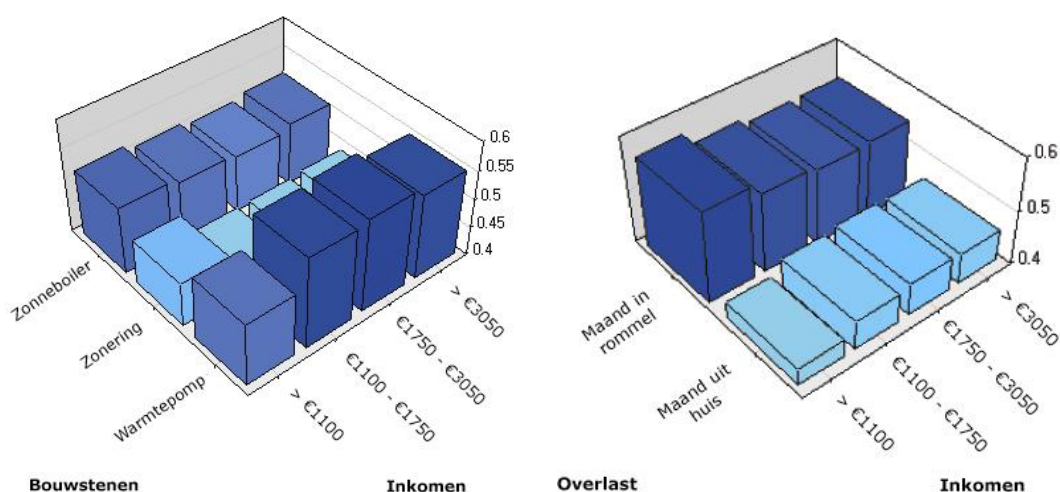 0.6
0.55
0.5
0.45
0.4
Zonneboiler
Zonering
Warmtepomp
> €3050
€1750 - €3050
€1100 - €1750
> €1100
Bouwstenen
Inkomen
0.6
0.5
0.4
Maand in
rommel
Maand uit
huis
> €3050
€1750 - €3050
€1100 - €1750
> €1100
Overlast
Inkomen